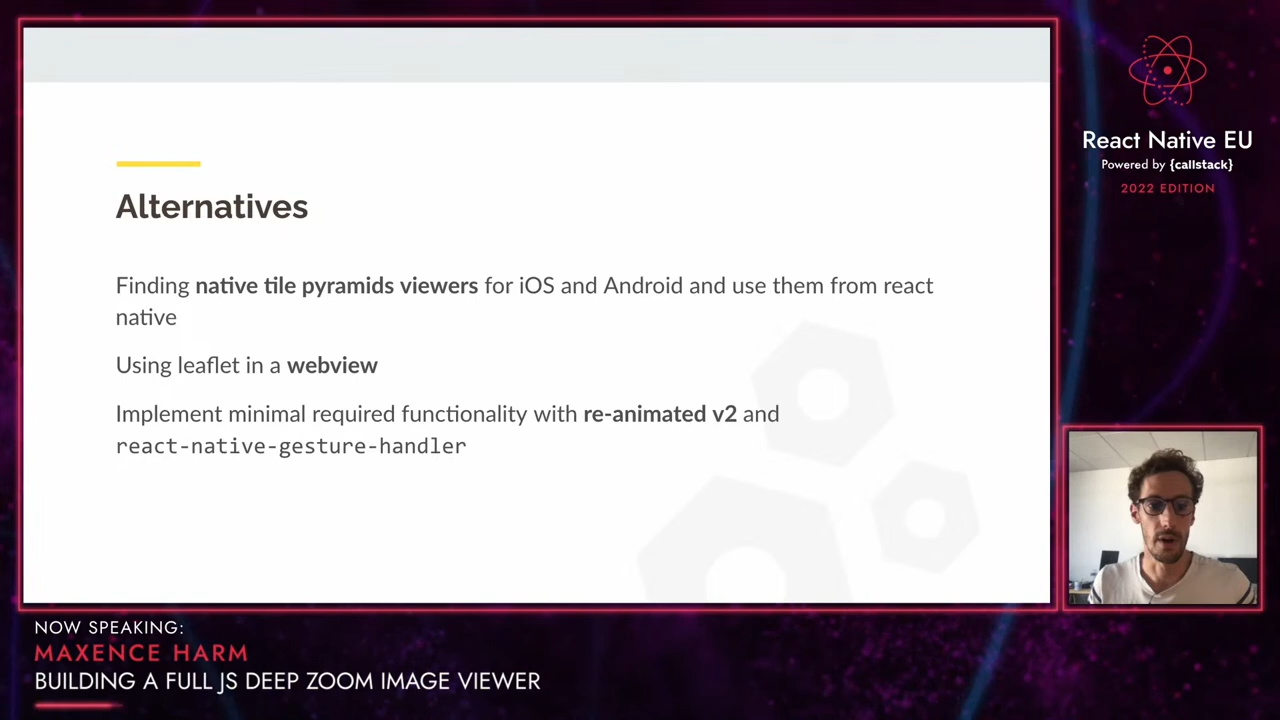 Alternatives
Finding native tile pyramids viewers for iOS and Android and use them from react
native
Using leaflet in a webview
Implement minimal required functionality with re-animated v2 and
react-native-gesture-handler
React Native EU
Powered by {callstack}
2022 EDITION
NOW SPEAKING:
MAXENCE HARM
BUILDING A FULL JS DEEP ZOOM IMAGE VIEWER